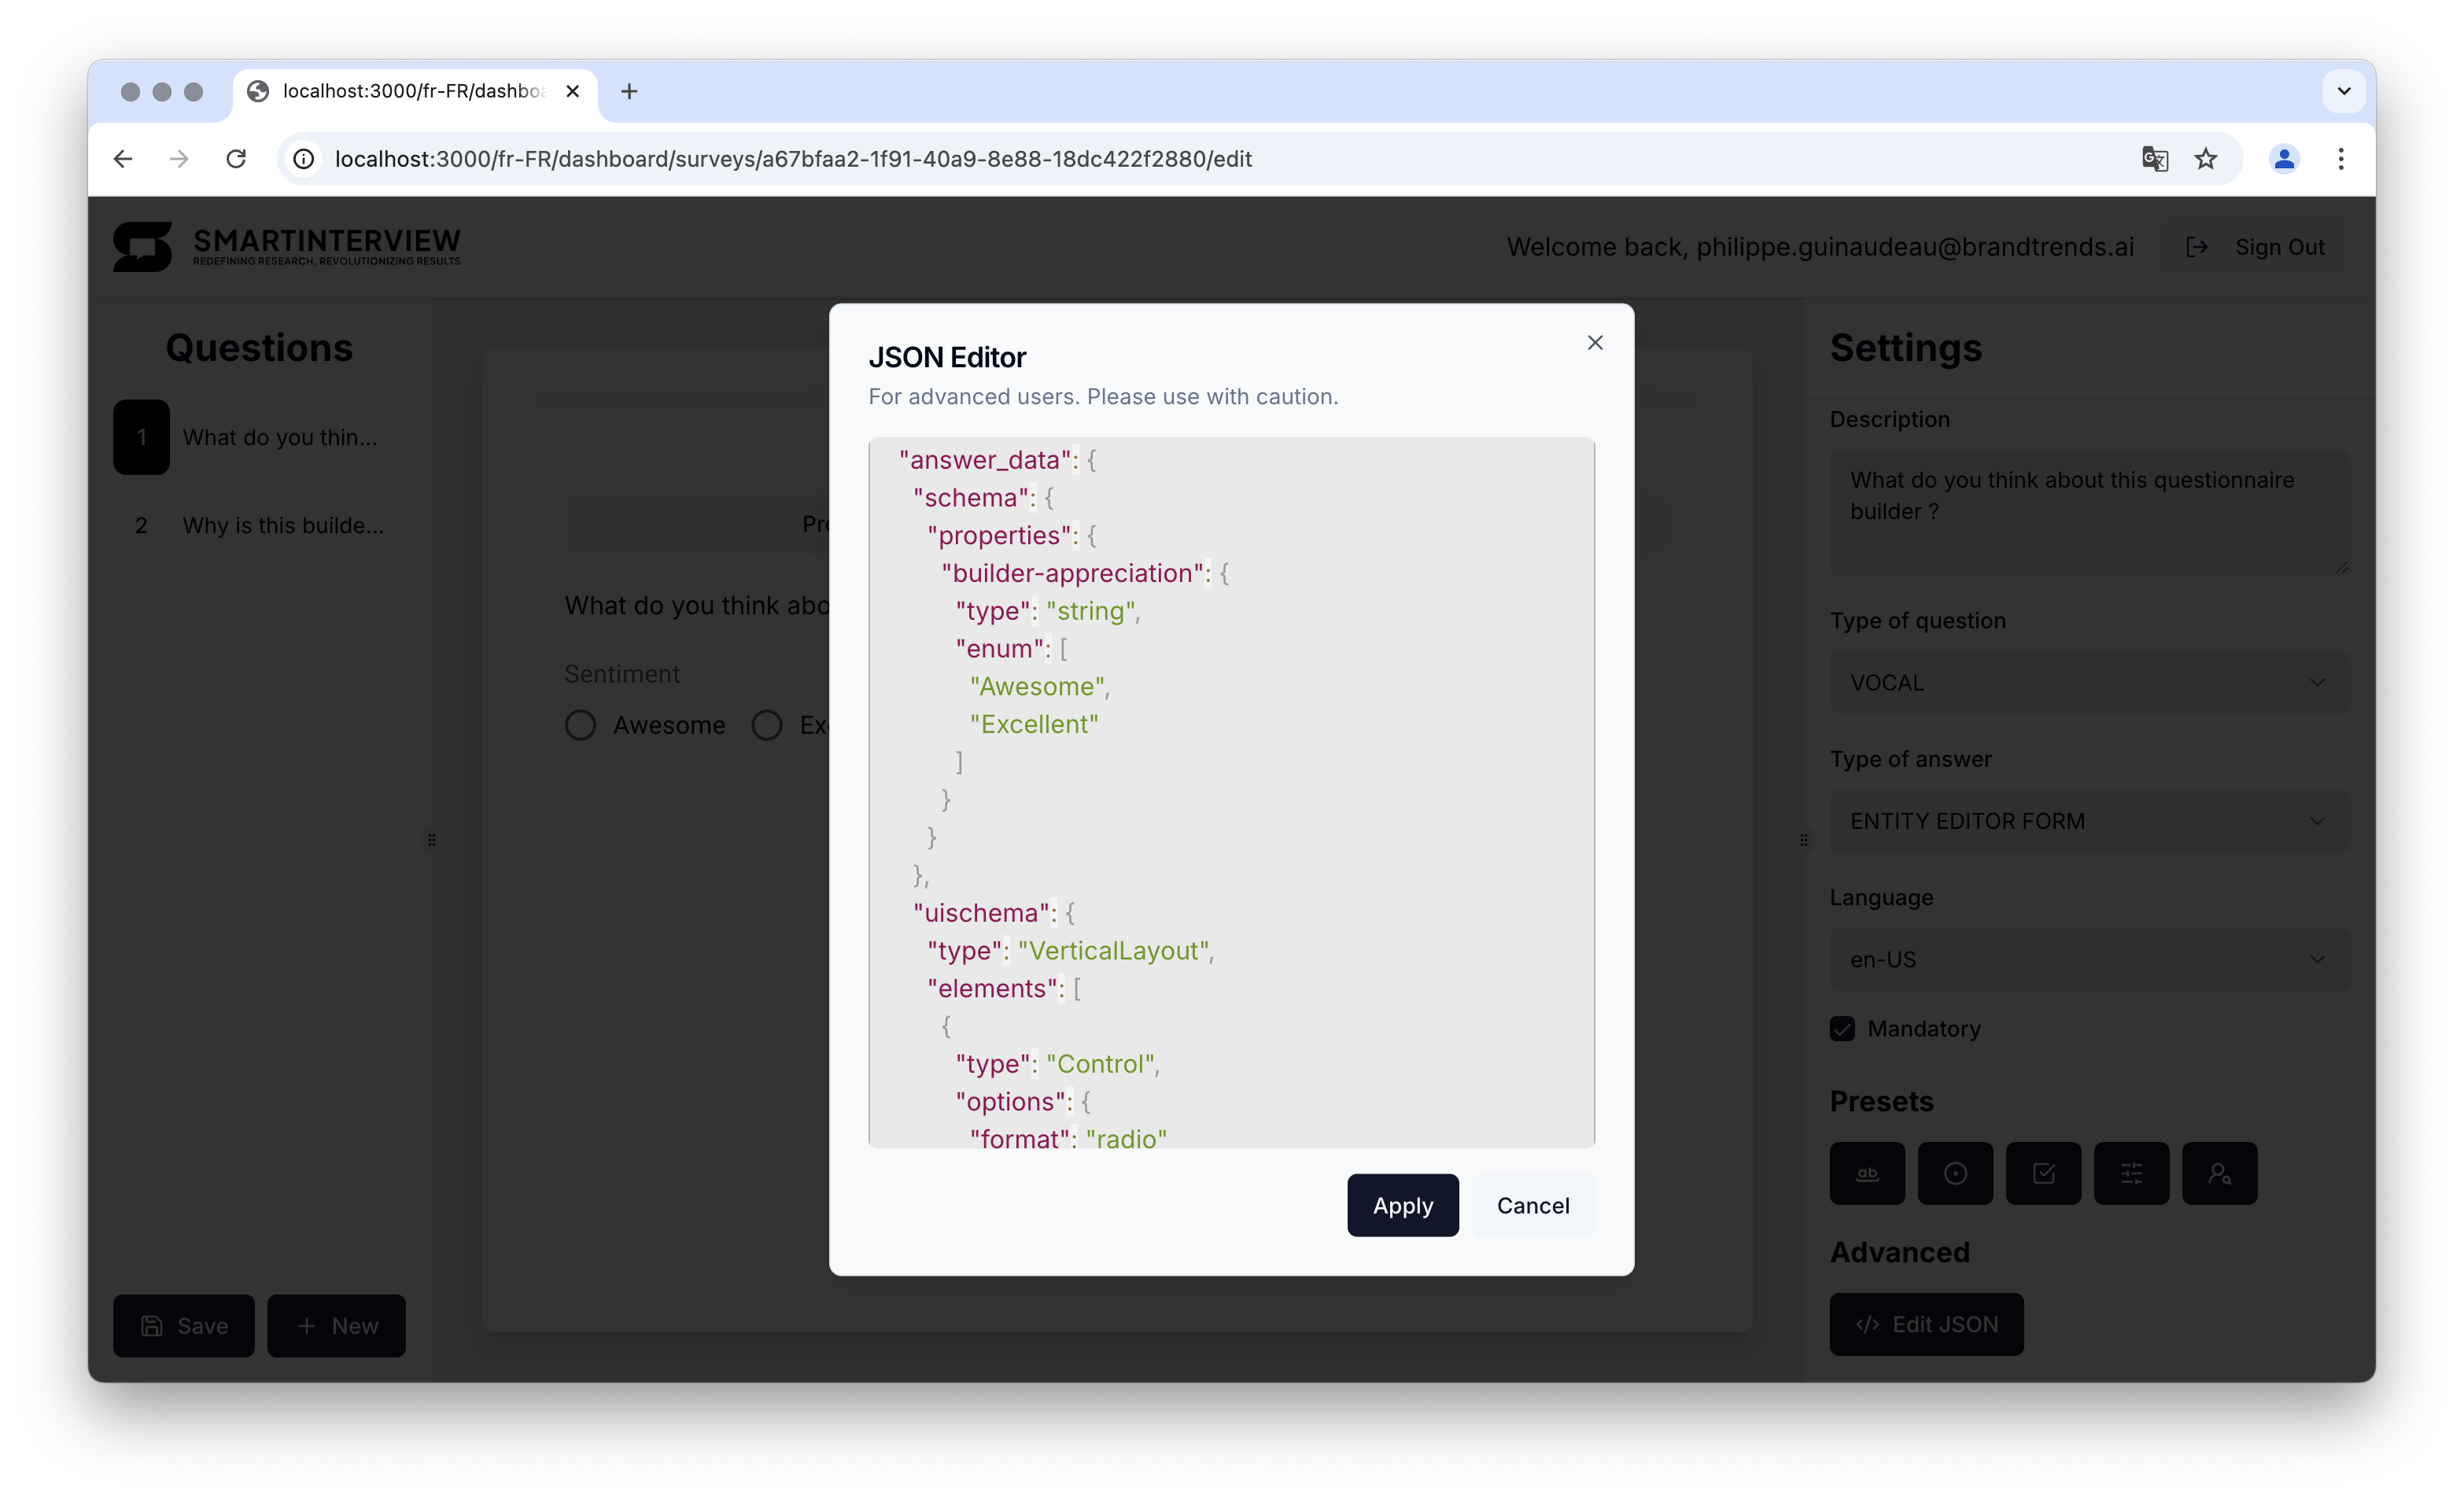 localhost:3000/fr-FR/dashboa
localhost:3000/fr-FR/dashboard/surveys/a67bfaa2-1f91-40a9-8e88-18dc422f2880/edit
SMARTINTERVIEW
REDEFINING RESEARCH, REVOLUTIONIZING RESULTS
Welcome back, philippe.guinaudeau@brandtrends.ai
Sign Out
Questions
1 What do you thin...
2 Why is this builde...
Save
New
What do you think abo
Sentiment
Awesome
JSON Editor
For advanced users. Please use with caution.
"answer_data": {
"schema": {
"properties": {
"builder-appreciation": {
"type": "string",
"enum": [
"Awesome",
"Excellent"
]
}
}
},
"uischema": {
"type": "VerticalLayout",
"elements": [
{
"type": "Control",
"options": {
"format": "radio"
Apply
Cancel
Settings
Description
What do you think about this questionnaire
builder ?
Type of question
VOCAL
Type of answer
ENTITY EDITOR FORM
Language
en-US
Mandatory
Presets
ab
Advanced
</> Edit JSON